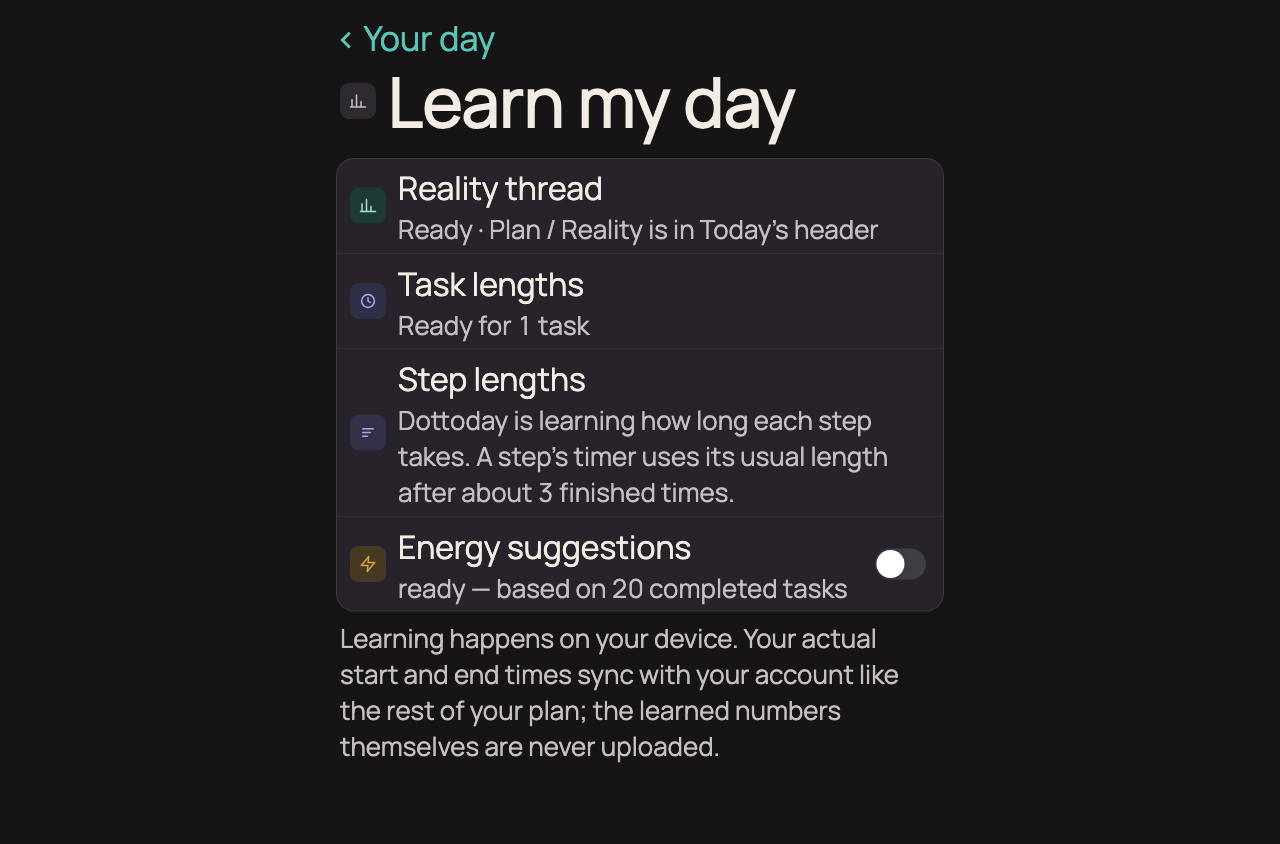 Your day
Learn my day
Reality thread
Ready · Plan / Reality is in Today’s header
Task lengths
Ready for 1 task
Step lengths
Dottoday is learning how long each step
takes. A step’s timer uses its usual length
after about 3 finished times.
Energy suggestions
ready — based on 20 completed tasks
Learning happens on your device. Your actual
start and end times sync with your account like
the rest of your plan; the learned numbers
themselves are never uploaded.